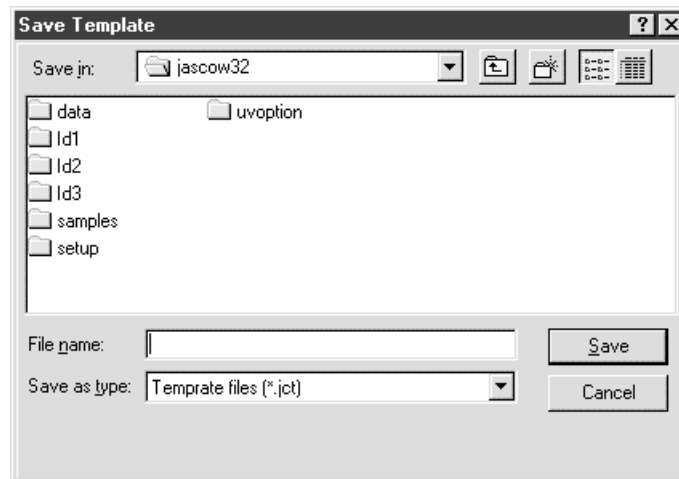 Save Template
Save in: jascow32
data uvoption
ld1
ld2
ld3
samples
setup
File name: Save
Save as type: Temprate files (*.jct) Cancel